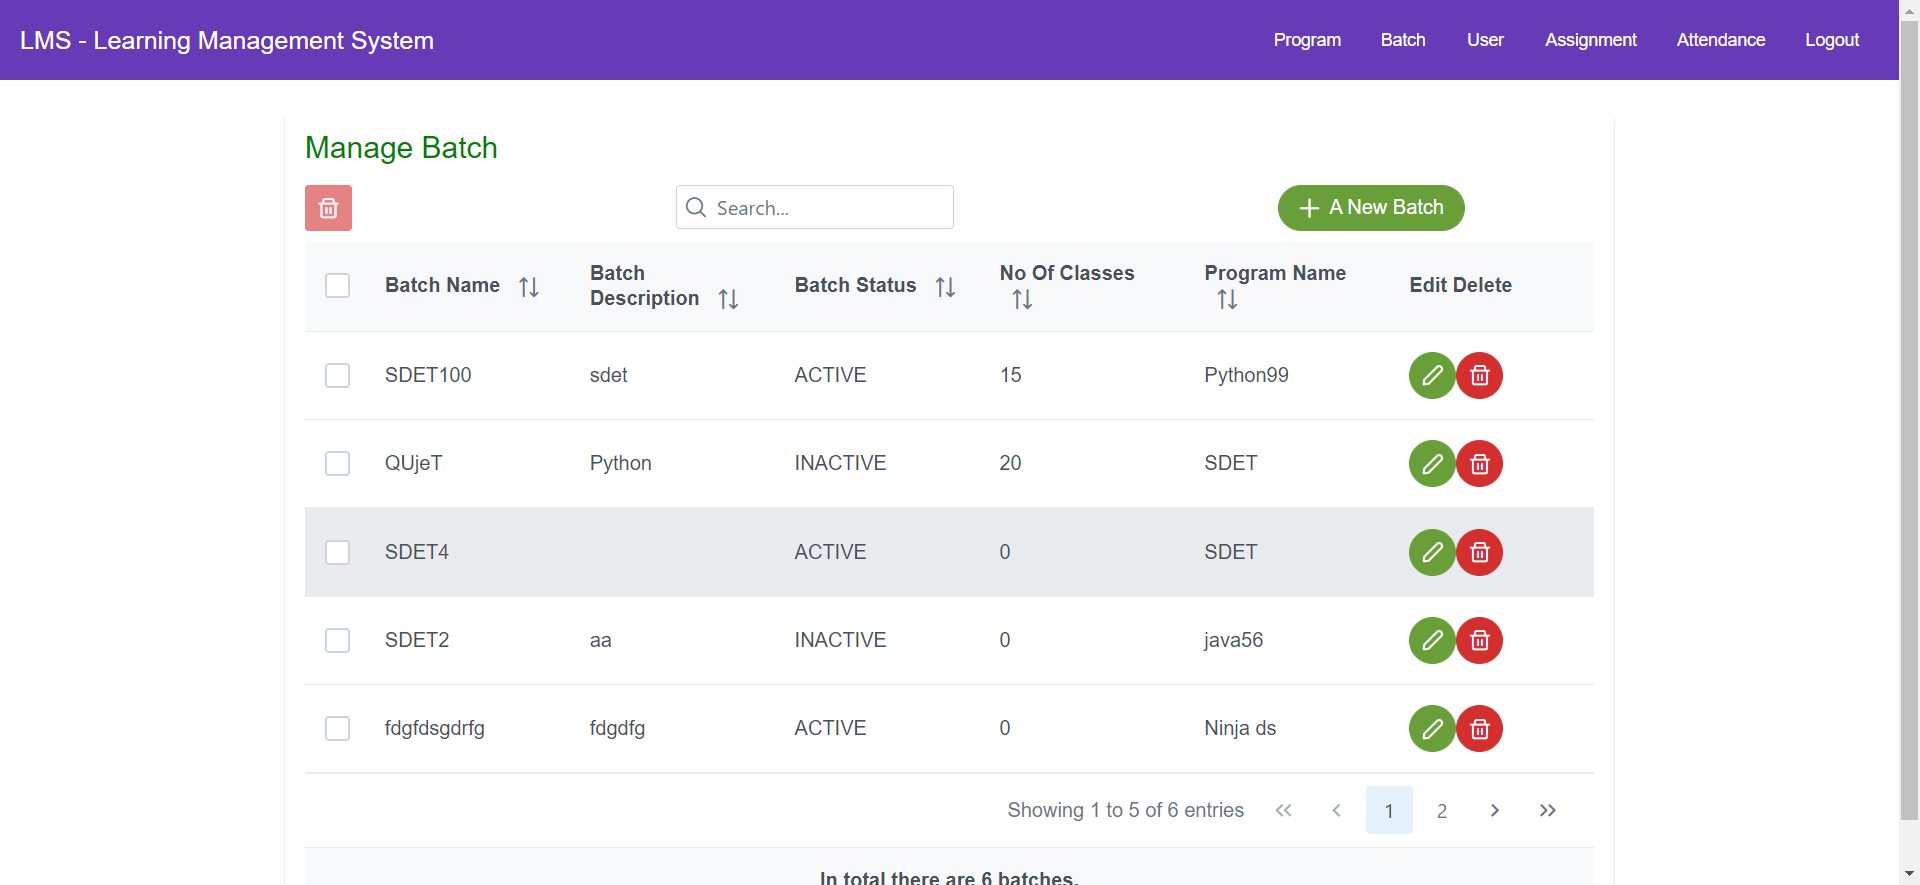 LMS - Learning Management System
Program Batch User Assignment Attendance Logout
Manage Batch
Search...
A New Batch
Batch Name Batch Description Batch Status No Of Classes Program Name Edit Delete
SDET100 sdet ACTIVE 15 Python99
QUjeT Python INACTIVE 20 SDET
SDET4 ACTIVE 0 SDET
SDET2 aa INACTIVE 0 java56
fdgfdsgdrfg fdgdfg ACTIVE 0 Ninja ds
Showing 1 to 5 of 6 entries << < 1 2 > >>
In total there are 6 batches.